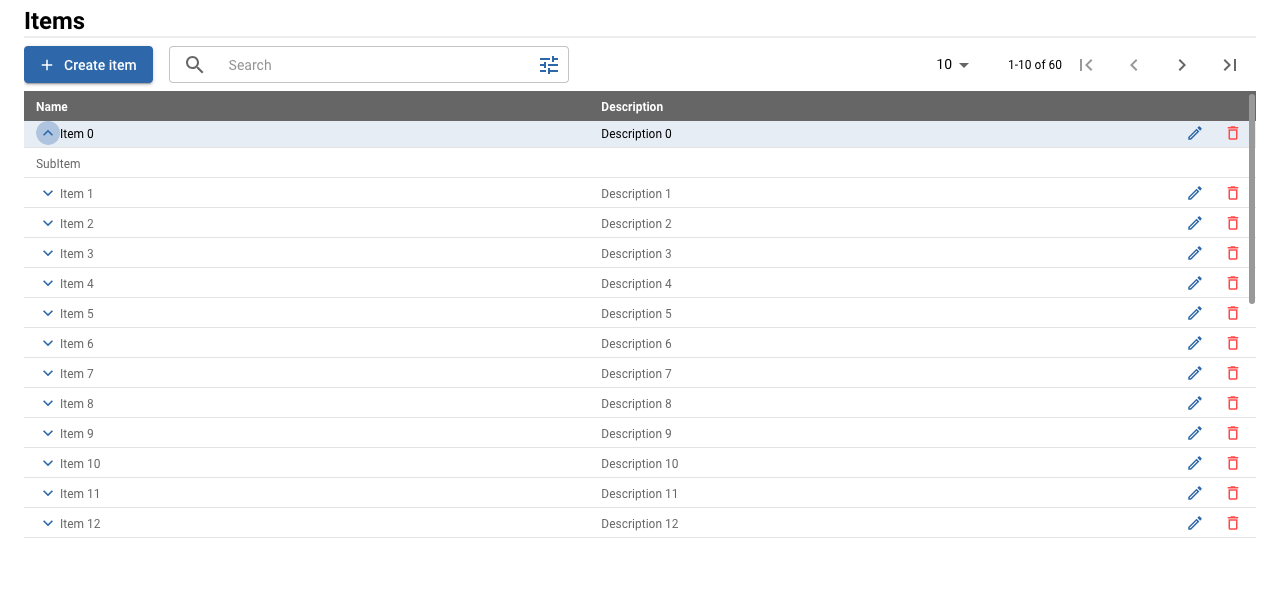 Items
Create item Search 10 1-10 of 60
Name Description
Item 0 Description 0
SubItem
Item 1 Description 1
Item 2 Description 2
Item 3 Description 3
Item 4 Description 4
Item 5 Description 5
Item 6 Description 6
Item 7 Description 7
Item 8 Description 8
Item 9 Description 9
Item 10 Description 10
Item 11 Description 11
Item 12 Description 12